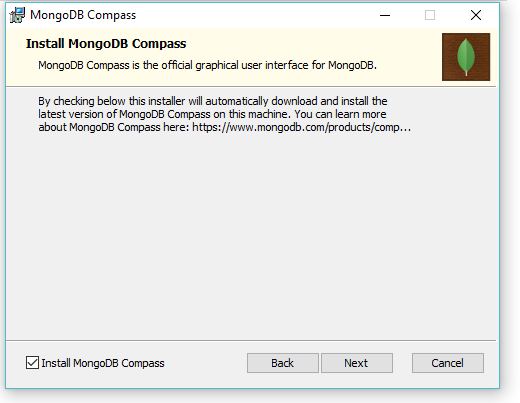 MongoDB Compass
Install MongoDB Compass
MongoDB Compass is the official graphical user interface for MongoDB.
By checking below this installer will automatically download and install the
latest version of MongoDB Compass on this machine. You can learn more
about MongoDB Compass here: https://www.mongodb.com/products/comp...
Install MongoDB Compass
Back
Next
Cancel